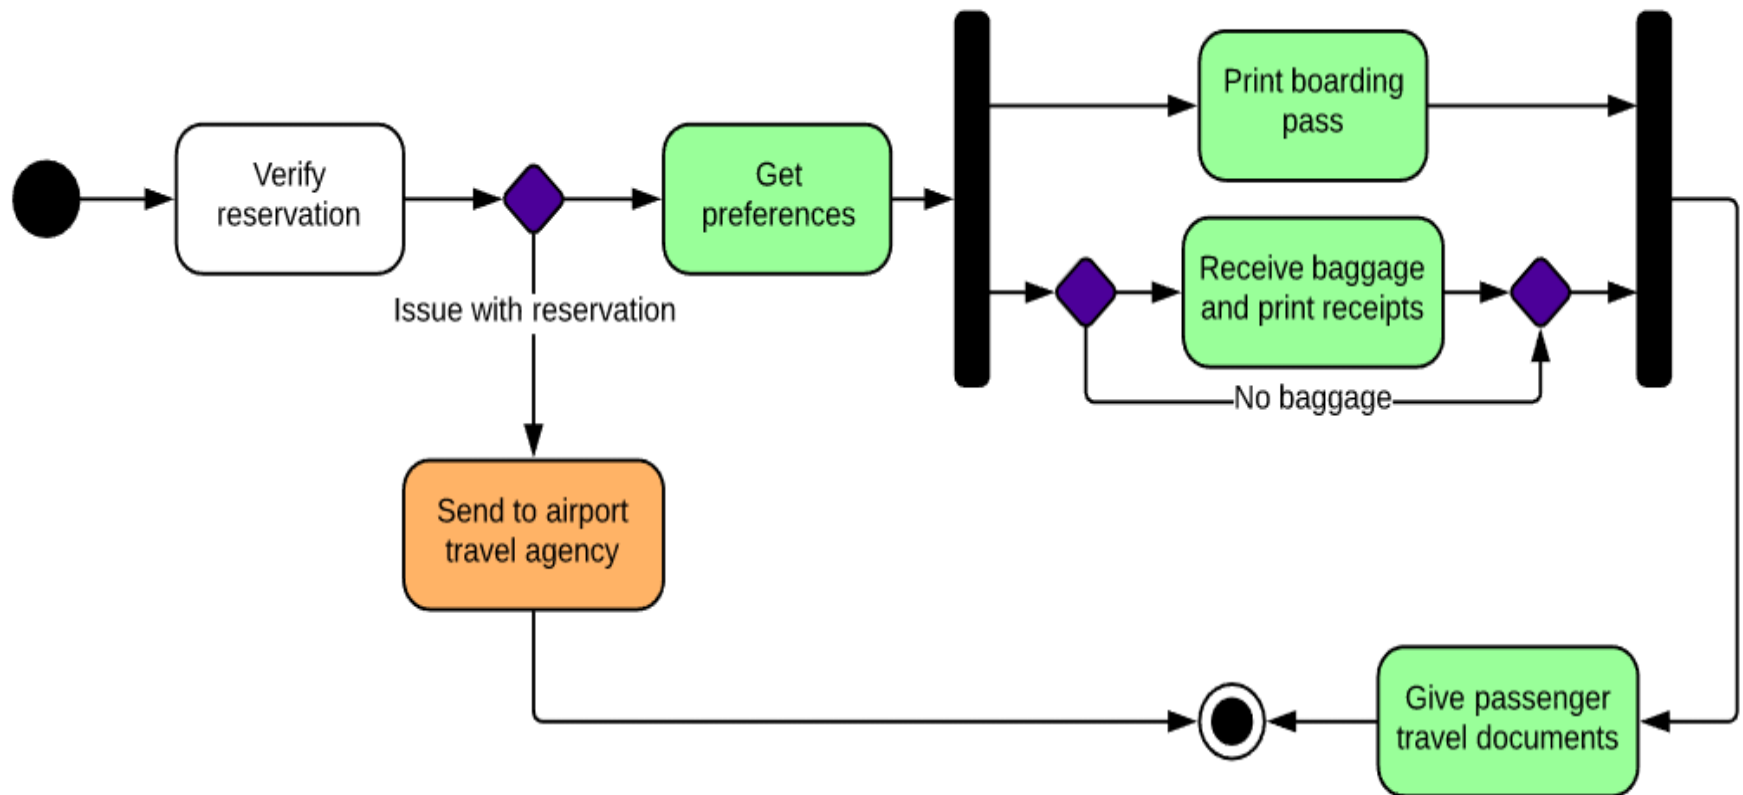 Verify
reservation
Issue with reservation
Send to airport
travel agency
Get
preferences
Print boarding
pass
Receive baggage
and print receipts
No baggage
Give passenger
travel documents